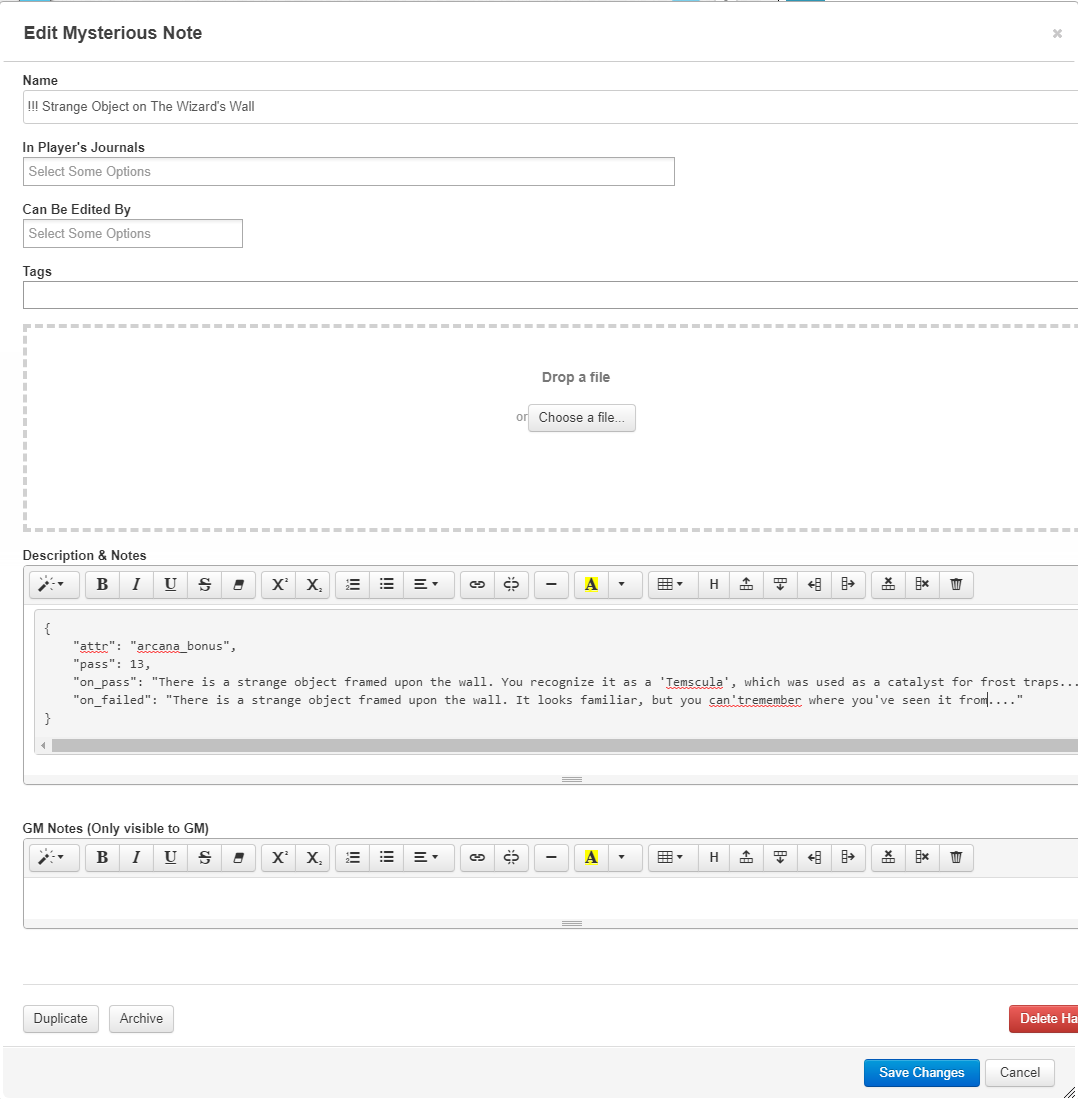 Edit Mysterious Note
Name
!!! Strange Object on The Wizard's Wall
In Player's Journals
Select Some Options
Can Be Edited By
Select Some Options
Tags
Drop a file
or Choose a file...
Description & Notes
B I U S X² X₂ A H
{
"attr": "arcana_bonus",
"pass": 13,
"on_pass": "There is a strange object framed upon the wall. You recognize it as a 'Temscula', which was used as a catalyst for frost traps...
"on_failed": "There is a strange object framed upon the wall. It looks familiar, but you can'tremember where you've seen it from...."
}
GM Notes (Only visible to GM)
B I U S X² X₂ A H
Duplicate Archive Delete Ha
Save Changes Cancel